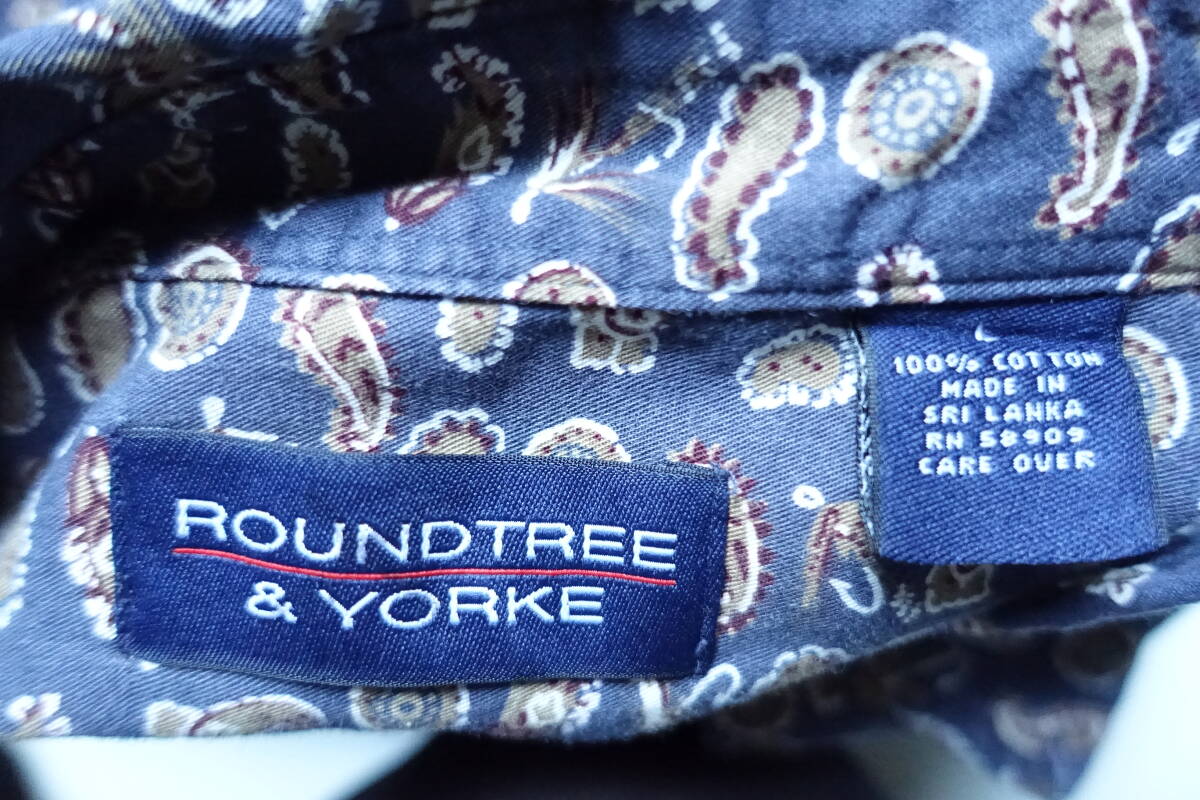 ROUNDTREE
& YORKE
L
100% COTTON
MADE IN
SRI LANKA
RN 58909
CARE OVER